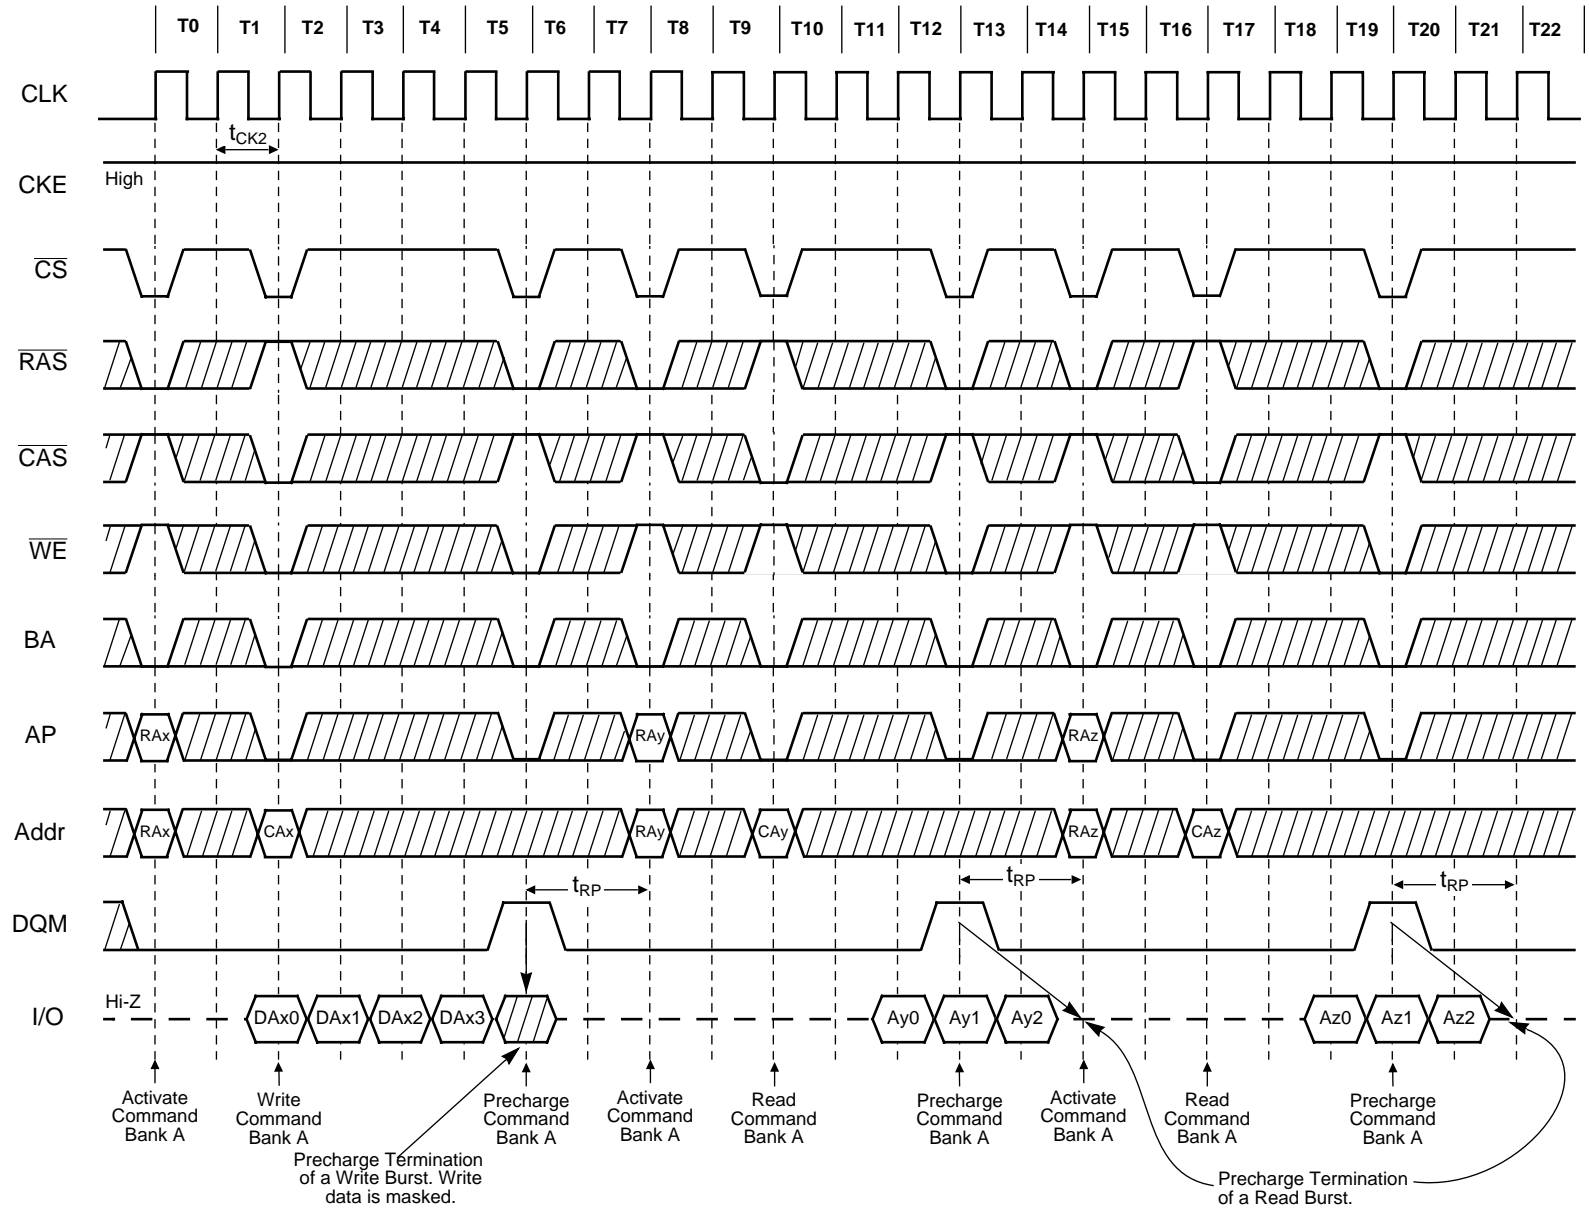 T0 T1 T2 T3 T4 T5 T6 T7 T8 T9 T10 T11 T12 T13 T14 T15 T16 T17 T18 T19 T20 T21 T22
CLK
tCK2
CKE
High
CS
RAS
CAS
WE
BA
AP
RAx RAy RAz
Addr
RAx CAx RAy CAy RAz CAz
tRP tRP tRP
DQM
I/O
Hi-Z
DAx0 DAx1 DAx2 DAx3 Ay0 Ay1 Ay2 Az0 Az1 Az2
Activate
Command
Bank A
Write
Command
Bank A
Precharge
Command
Bank A
Activate
Command
Bank A
Read
Command
Bank A
Precharge
Command
Bank A
Activate
Command
Bank A
Read
Command
Bank A
Precharge
Command
Bank A
Precharge Termination
of a Write Burst. Write
data is masked.
Precharge Termination
of a Read Burst.